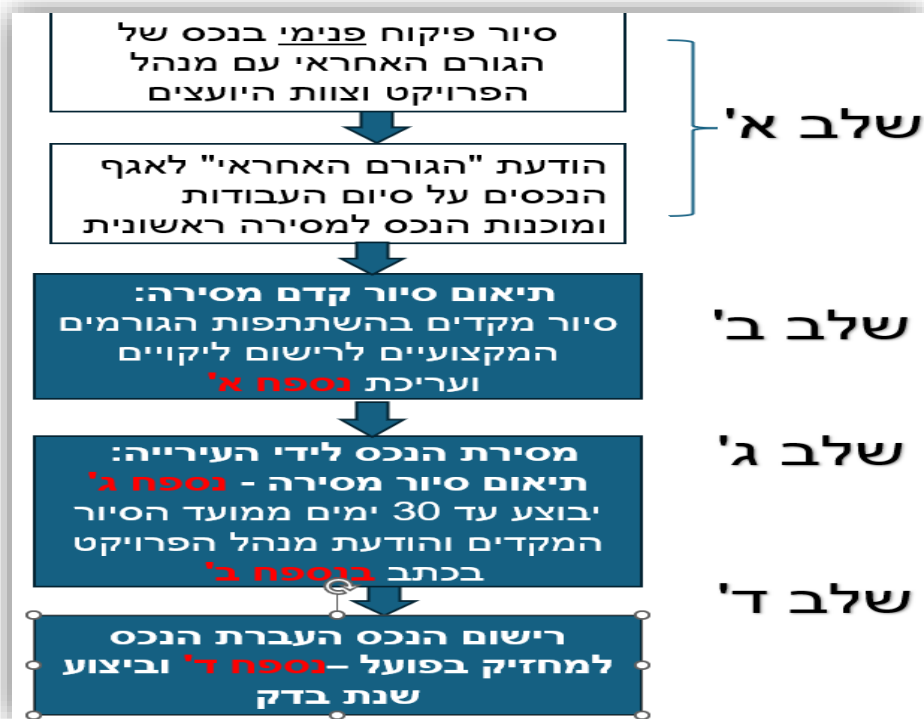 סיור פיקוח פנימי בנכס של
הגורם האחראי עם מנהל
הפרויקט וצוות היועצים
שלב א'
הודעת "הגורם האחראי" לאגף
הנכסים על סיום העבודות
ומוכנות הנכס למסירה ראשונית
שלב ב'
תיאום סיור קדם מסירה:
סיור מקדים בהשתתפות הגורמים
המקצועיים לרישום ליקויים
ועריכת נספח א'
שלב ג'
מסירת הנכס לידי העירייה:
תיאום סיור מסירה - נספח ג'
יבוצע עד 30 ימים ממועד הסיור
המקדים והודעת מנהל הפרויקט
בכתב בנספח ב'
שלב ד'
רישום הנכס העברת הנכס
למחזיק בפועל –נספח ד' וביצוע
שנת בדק